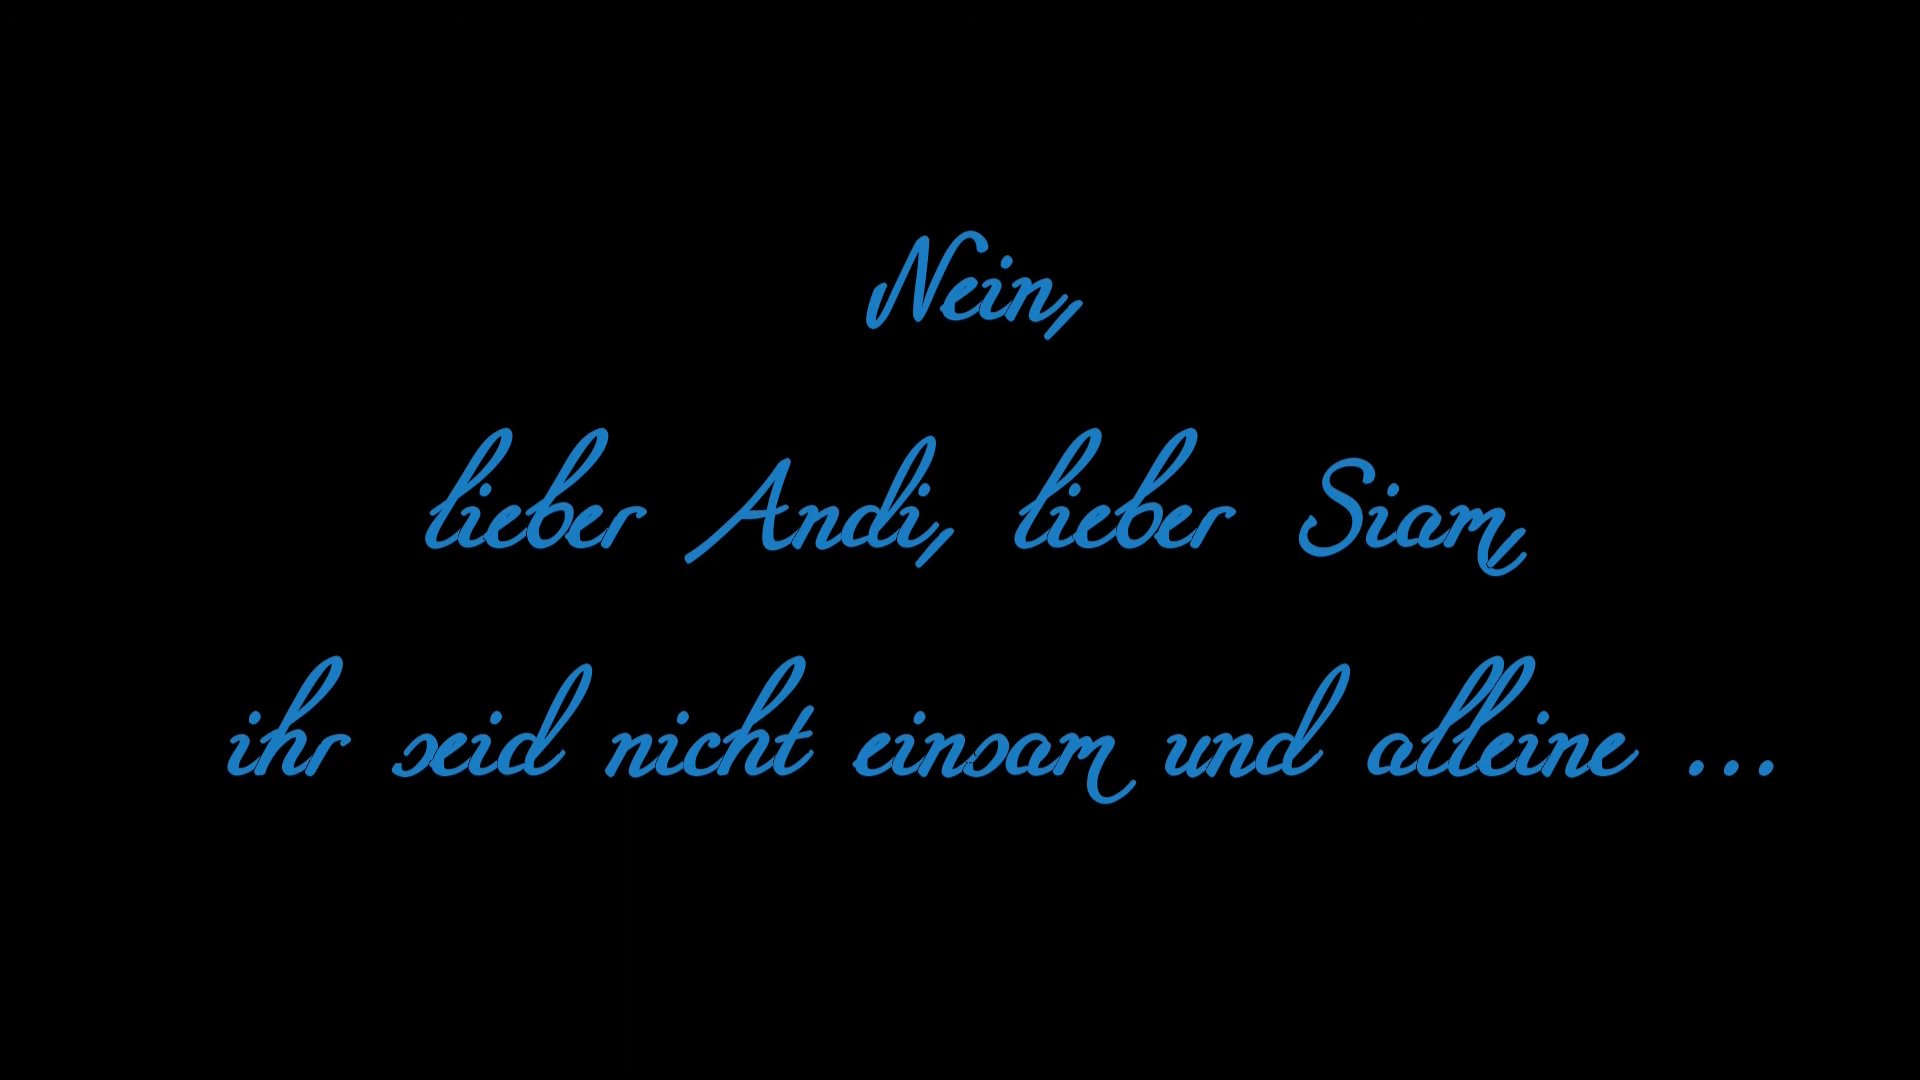 Nein,
lieber Andi, lieber Siam,
ihr seid nicht einsam und alleine ...